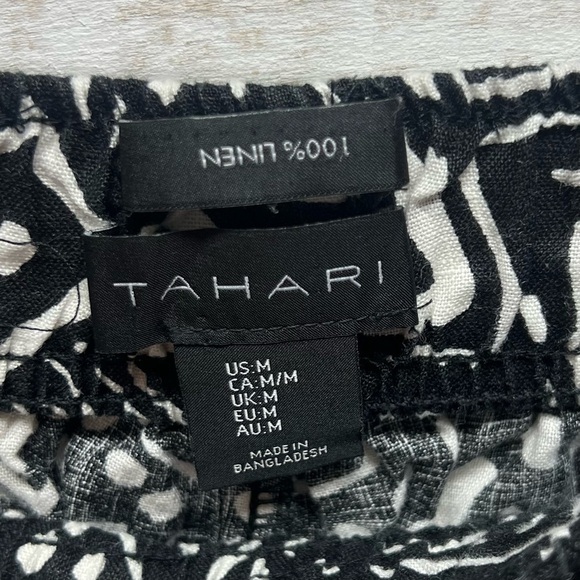 100% LINEN
TAHARI
US:M
CA:M/M
UK:M
EU:M
AU:M
MADE IN
BANGLADESH